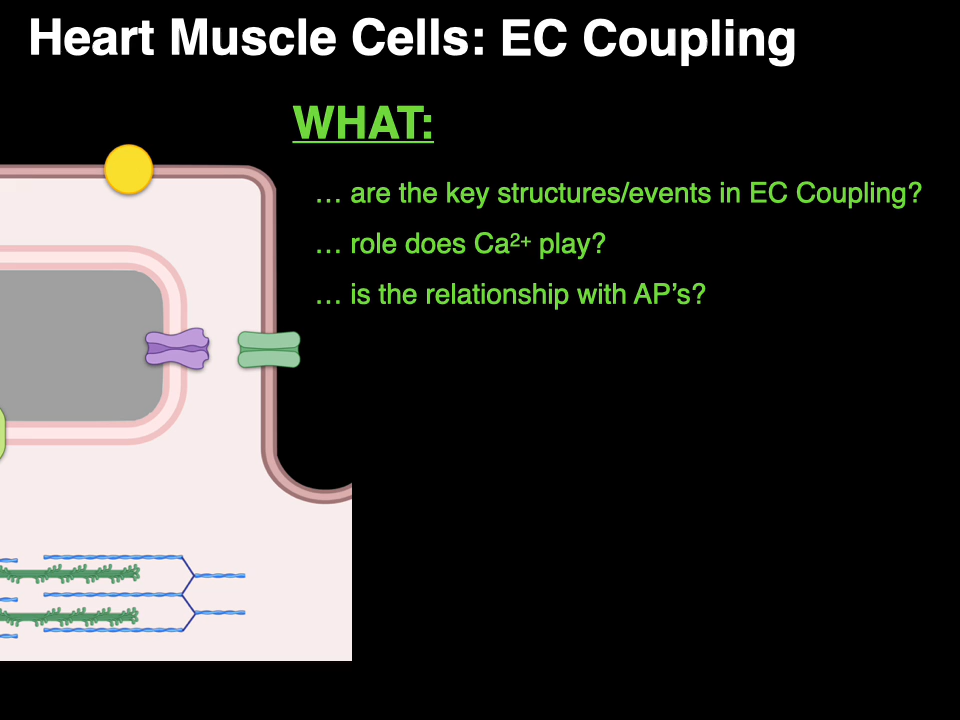 Heart Muscle Cells: EC Coupling
WHAT:
… are the key structures/events in EC Coupling?
… role does Ca²⁺ play?
… is the relationship with AP’s?